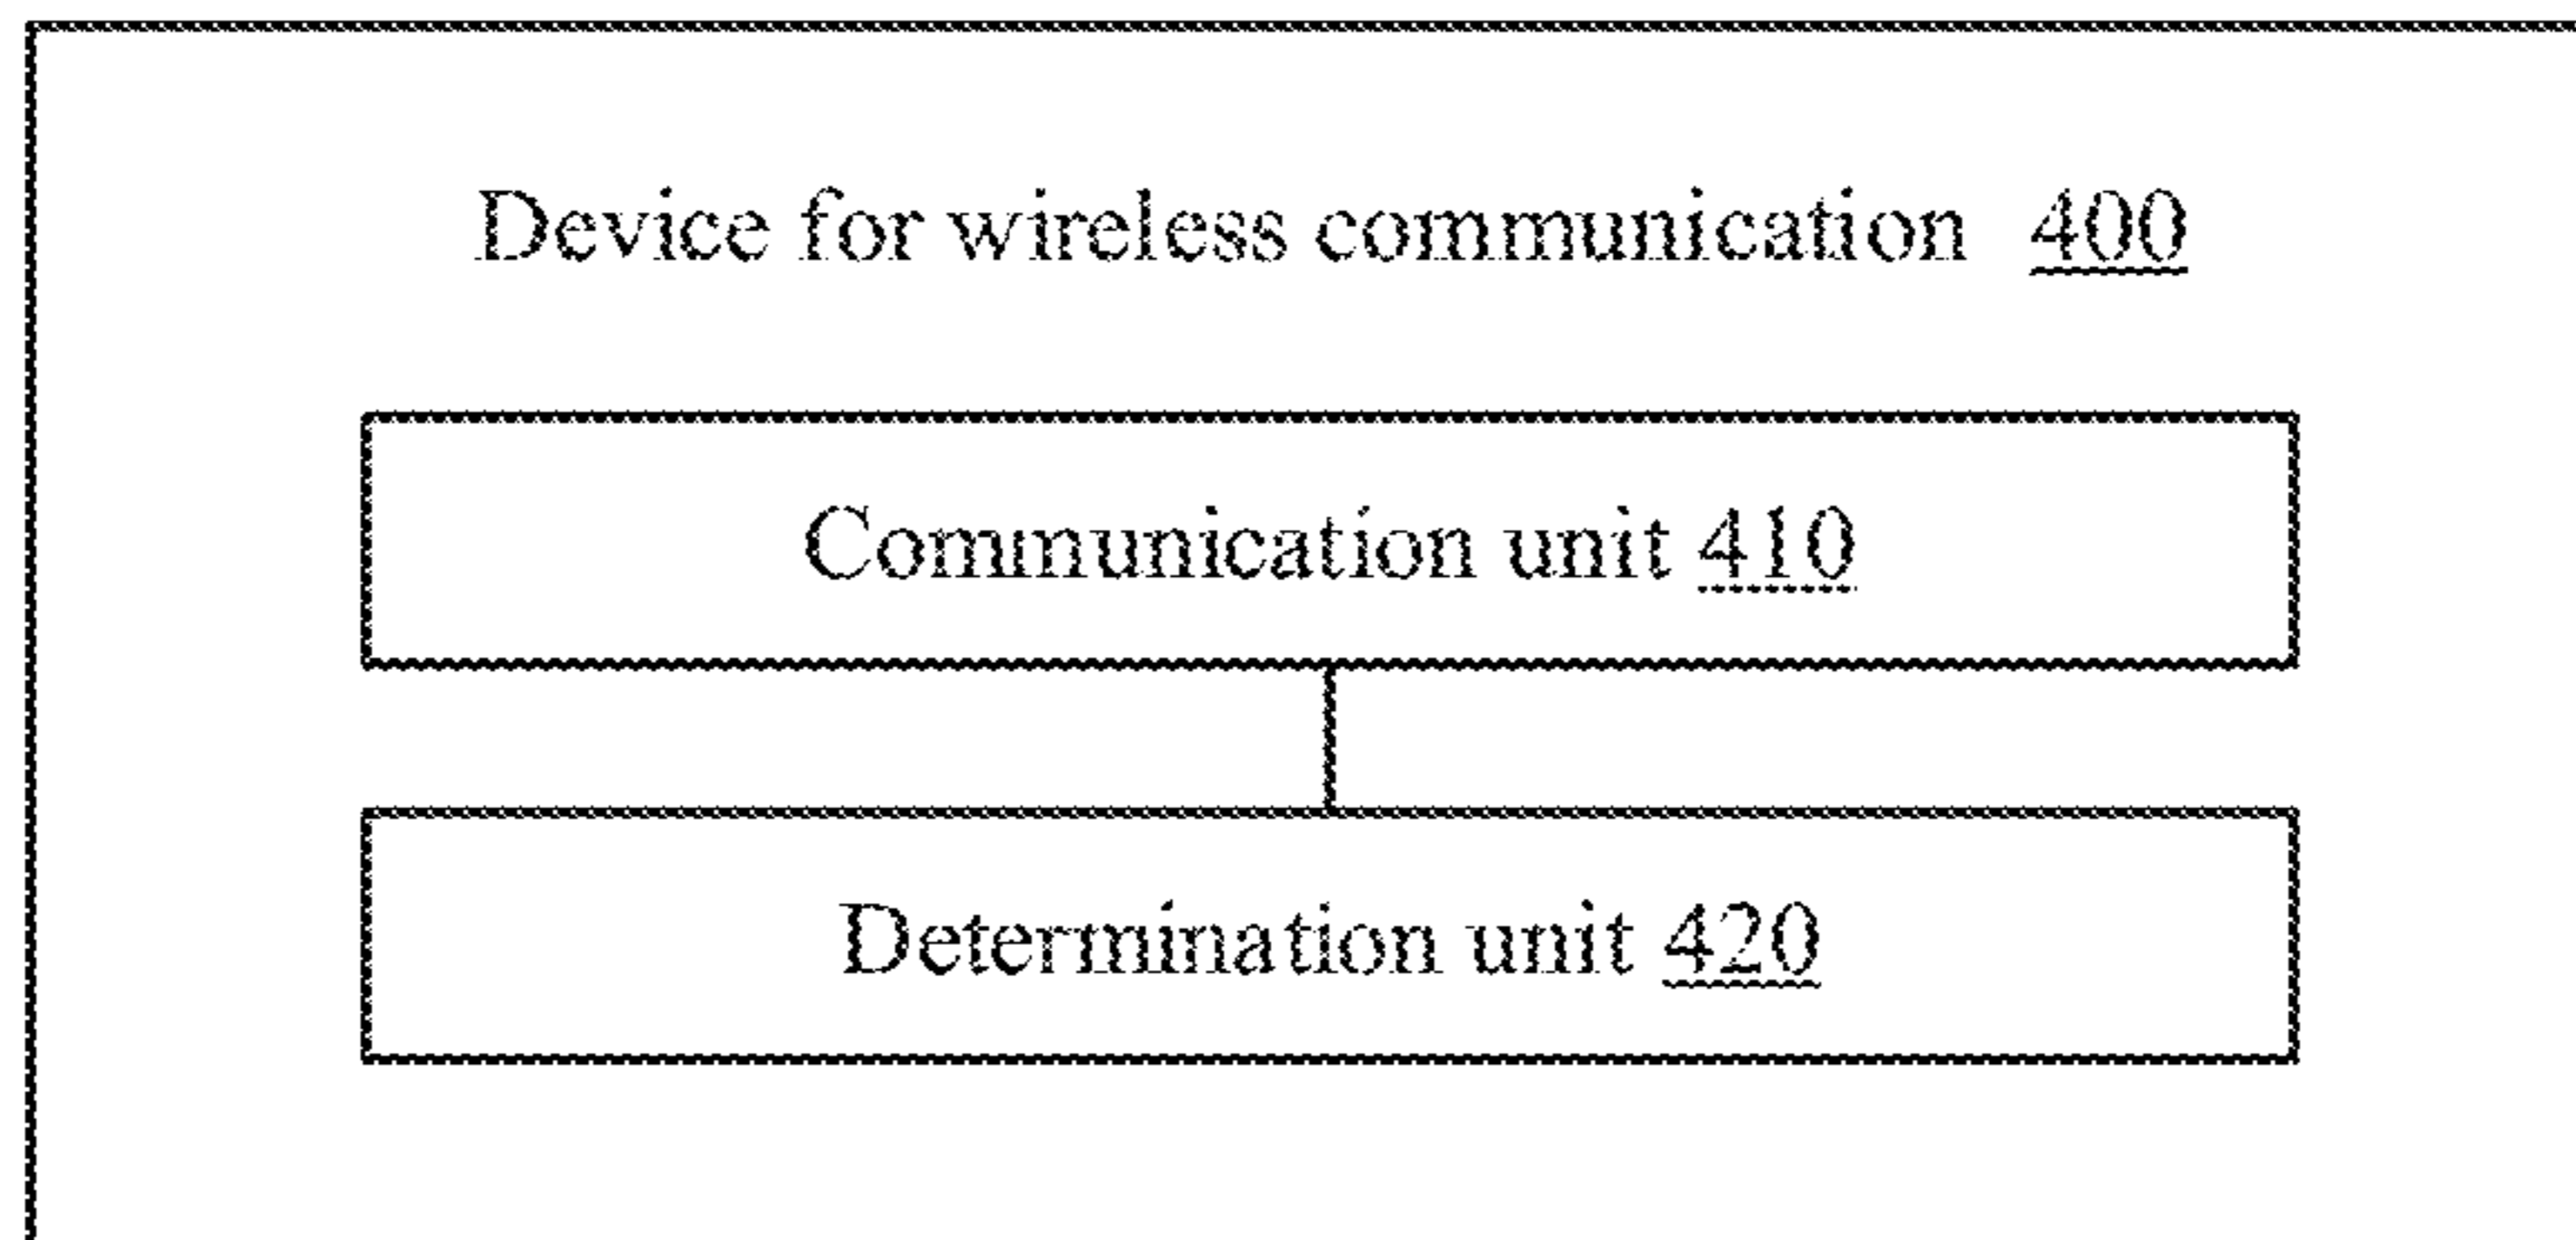 Device for wireless communication 400
Communication unit 410
Determination unit 420